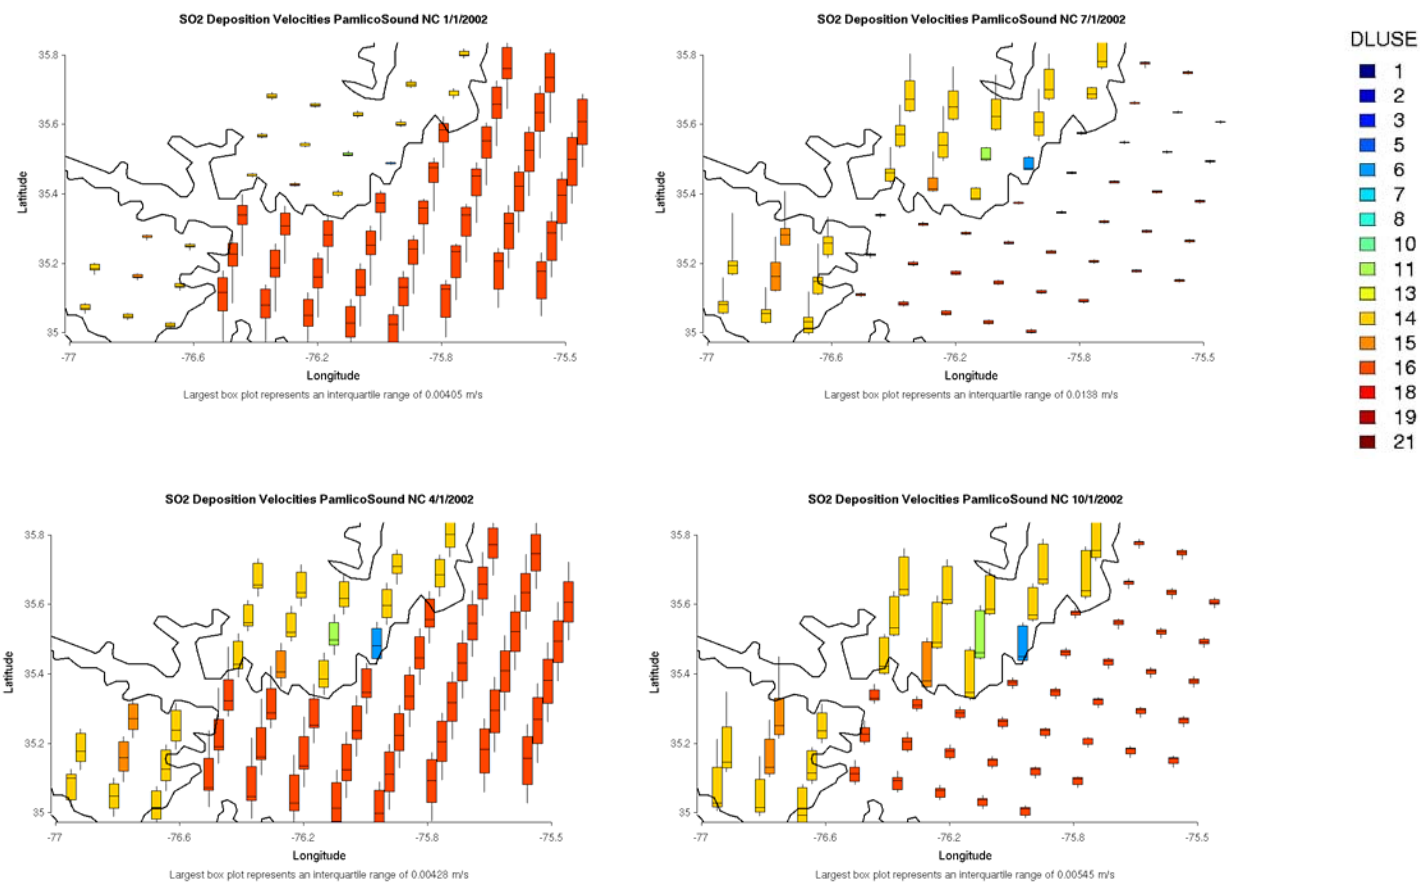 SO2 Deposition Velocities PamlicoSound NC 1/1/2002
35.8
35.6
35.4
35.2
35
Latitude
-77 -76.6 -76.2 -75.8 -75.5
Longitude
Largest box plot represents an interquartile range of 0.00405 m/s
SO2 Deposition Velocities PamlicoSound NC 7/1/2002
35.8
35.6
35.4
35.2
35
Latitude
-77 -76.6 -76.2 -75.8 -75.5
Longitude
Largest box plot represents an interquartile range of 0.0138 m/s
DLUSE
1
2
3
5
6
7
8
10
11
13
14
15
16
18
19
21
SO2 Deposition Velocities PamlicoSound NC 4/1/2002
35.8
35.6
35.4
35.2
35
Latitude
-77 -76.6 -76.2 -75.8 -75.5
Longitude
Largest box plot represents an interquartile range of 0.00428 m/s
SO2 Deposition Velocities PamlicoSound NC 10/1/2002
35.8
35.6
35.4
35.2
35
Latitude
-77 -76.6 -76.2 -75.8 -75.5
Longitude
Largest box plot represents an interquartile range of 0.00545 m/s